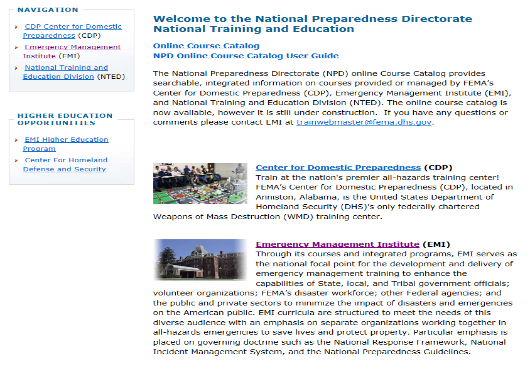 NAVIGATION
CDP Center for Domestic
Preparedness (CDP)
Emergency Management
Institute (EMI)
National Training and
Education Division (NTED)
HIGHER EDUCATION
OPPORTUNITIES
EMI Higher Education
Program
Center For Homeland
Defense and Security
Welcome to the National Preparedness Directorate
National Training and Education
Online Course Catalog
NPD Online Course Catalog User Guide
The National Preparedness Directorate (NPD) online Course Catalog provides
searchable, integrated information on courses provided or managed by FEMA's
Center for Domestic Preparedness (CDP), Emergency Management Institute (EMI),
and National Training and Education Division (NTED). The online course catalog is
now available, however it is still under construction. If you have any questions or
comments please contact EMI at trainwebmaster@fema.dhs.gov.
Center for Domestic Preparedness (CDP)
Train at the nation's premier all-hazards training center!
FEMA's Center for Domestic Preparedness (CDP), located in
Anniston, Alabama, is the United States Department of
Homeland Security (DHS)'s only federally chartered
Weapons of Mass Destruction (WMD) training center.
Emergency Management Institute (EMI)
Through its courses and integrated programs, EMI serves as
the national focal point for the development and delivery of
emergency management training to enhance the
capabilities of State, local, and Tribal government officials;
volunteer organizations; FEMA's disaster workforce; other Federal agencies; and
the public and private sectors to minimize the impact of disasters and emergencies
on the American public. EMI curricula are structured to meet the needs of this
diverse audience with an emphasis on separate organizations working together in
all-hazards emergencies to save lives and protect property. Particular emphasis is
placed on governing doctrine such as the National Response Framework, National
Incident Management System, and the National Preparedness Guidelines.